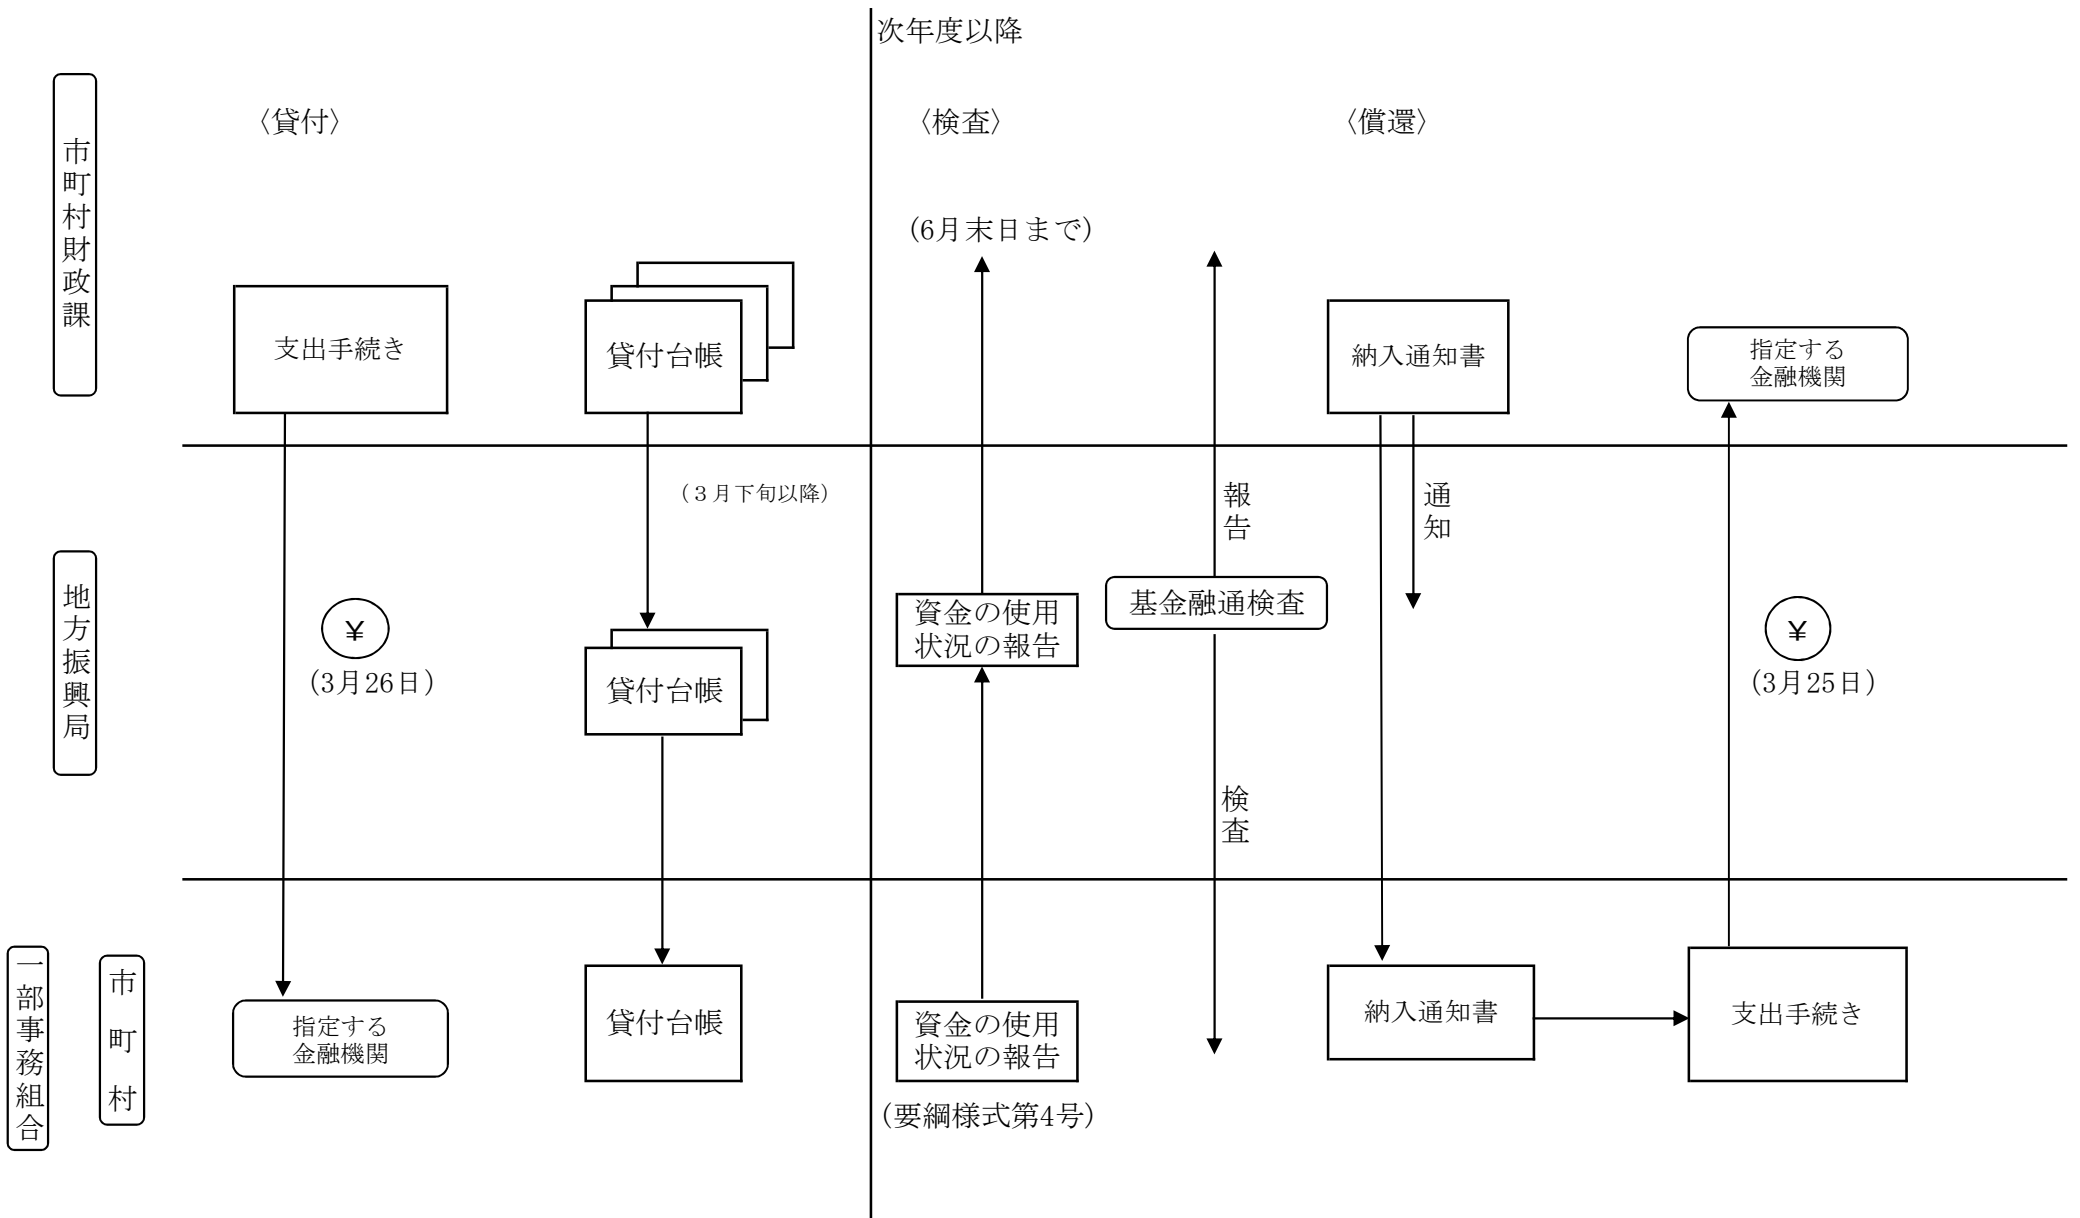 次年度以降
〈貸付〉
〈検査〉
〈償還〉
市町村財政課
(6月末日まで)
支出手続き
貸付台帳
納入通知書
指定する
金融機関
(３月下旬以降)
報告
通知
地方振興局
¥
(3月26日)
貸付台帳
資金の使用
状況の報告
基金融通検査
¥
(3月25日)
検査
一部事務組合
市町村
指定する
金融機関
貸付台帳
資金の使用
状況の報告
(要綱様式第4号)
納入通知書
支出手続き